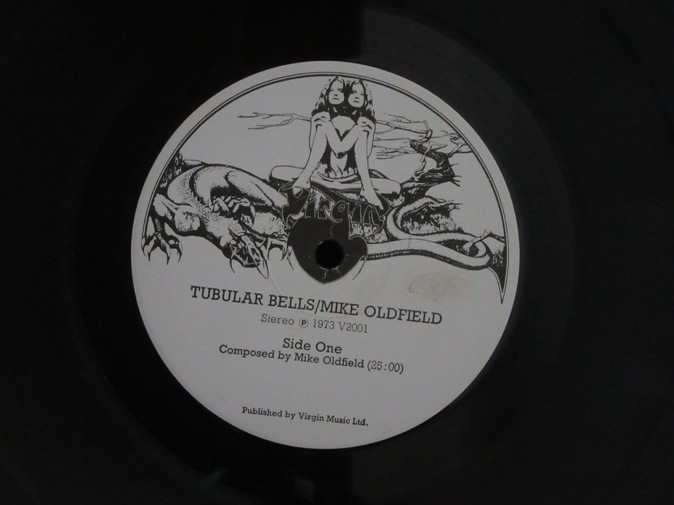 Virgin
TUBULAR BELLS/MIKE OLDFIELD
Stereo ℗ 1973 V2001
Side One
Composed by Mike Oldfield (25:00)
Published by Virgin Music Ltd.